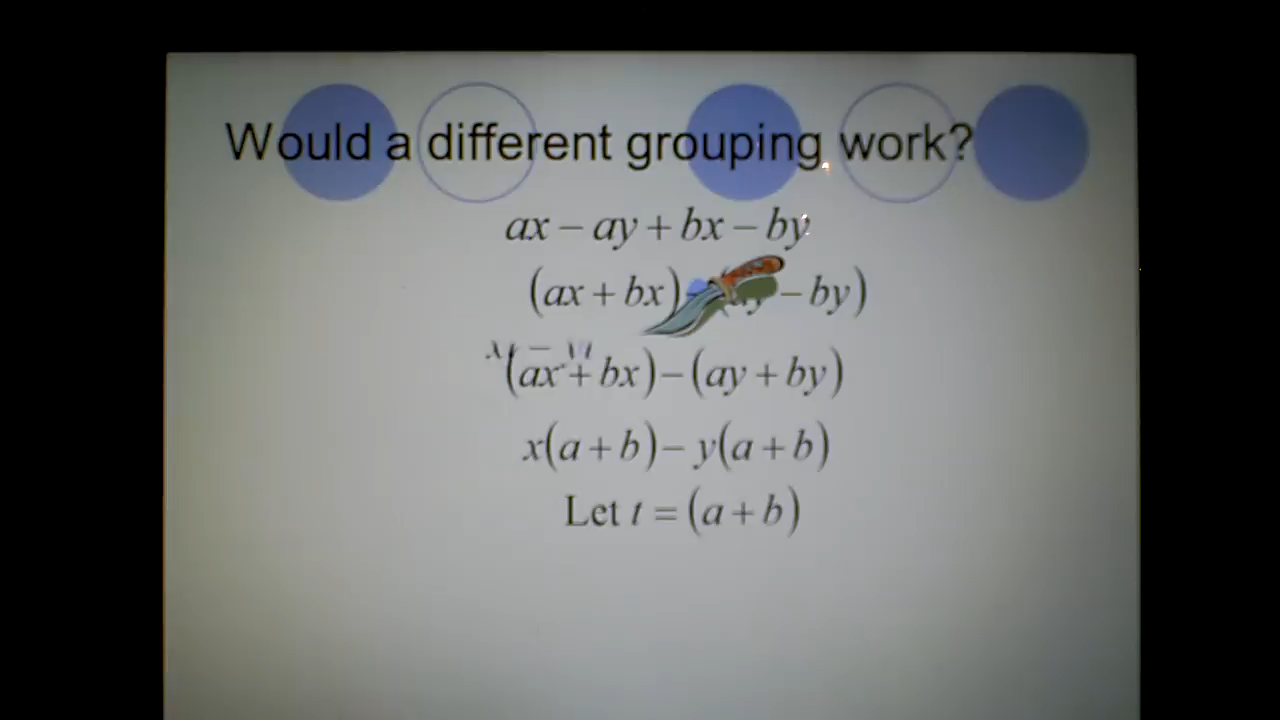 Would a different grouping work?
ax − ay + bx − by
(ax + bx) − by)
(ax + bx) − (ay + by)
x(a + b) − y(a + b)
Let t = (a + b)